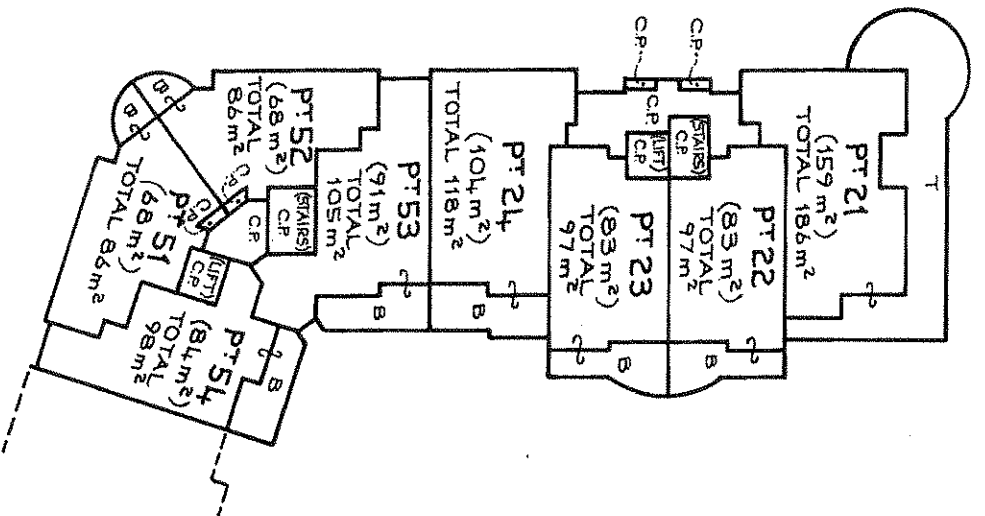 C.P.
C.P.
C.P.
(STAIRS)
C.P.
(LIFT)
C.P.
PT 21
(159 m²)
TOTAL 186 m²
T
PT 22
(83 m²)
TOTAL
97 m²
B
PT 23
(83 m²)
TOTAL
97 m²
B
PT 24
(104 m²)
TOTAL 118 m²
B
PT 53
(91 m²)
TOTAL
105 m²
B
PT 52
(68 m²)
TOTAL
86 m²
B
B
C.P.
C.P.
(STAIRS)
C.P.
C.P.
(LIFT)
C.P.
PT 51
(68 m²)
TOTAL 86 m²
PT 54
(84 m²)
TOTAL
98 m²
B